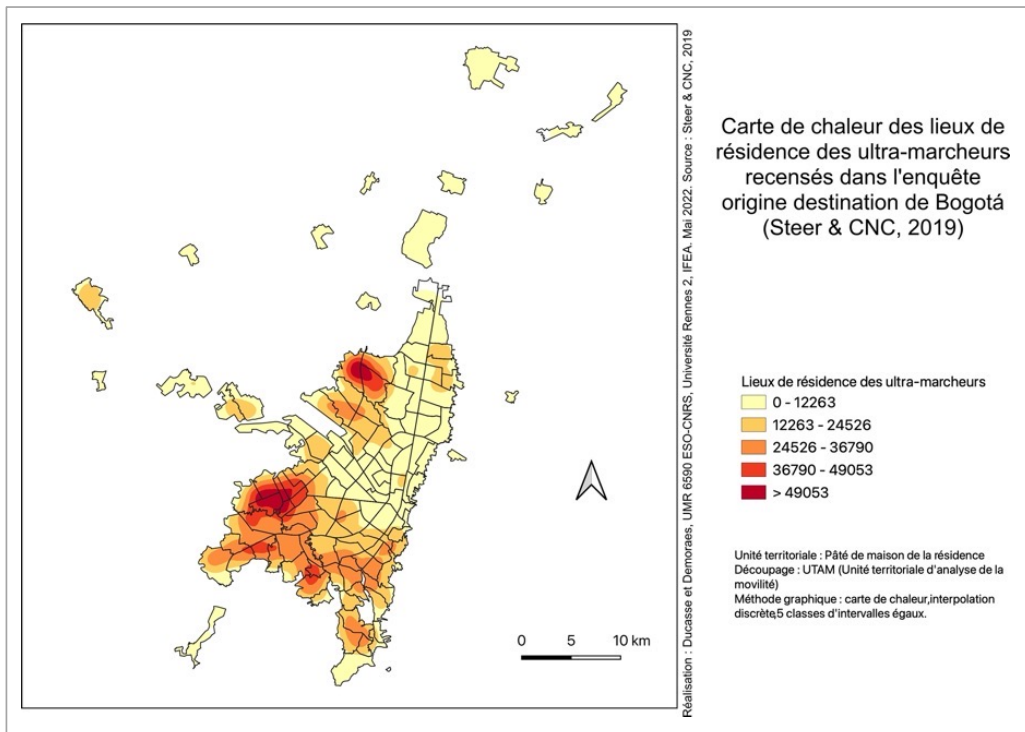 Carte de chaleur des lieux de
résidence des ultra-marcheurs
recensés dans l'enquête
origine destination de Bogotá
(Steer & CNC, 2019)
Réalisation : Ducasse et Demoraes, UMR 6590 ESO-CNRS, Université Rennes 2, IFEA. Mai 2022. Source : Steer & CNC, 2019
Lieux de résidence des ultra-marcheurs
0 - 12263
12263 - 24526
24526 - 36790
36790 - 49053
> 49053
Unité territoriale : Pâté de maison de la résidence
Découpage : UTAM (Unité territoriale d'analyse de la
movilité)
Méthode graphique : carte de chaleur,interpolation
discrète,5 classes d'intervalles égaux.
0 5 10 km